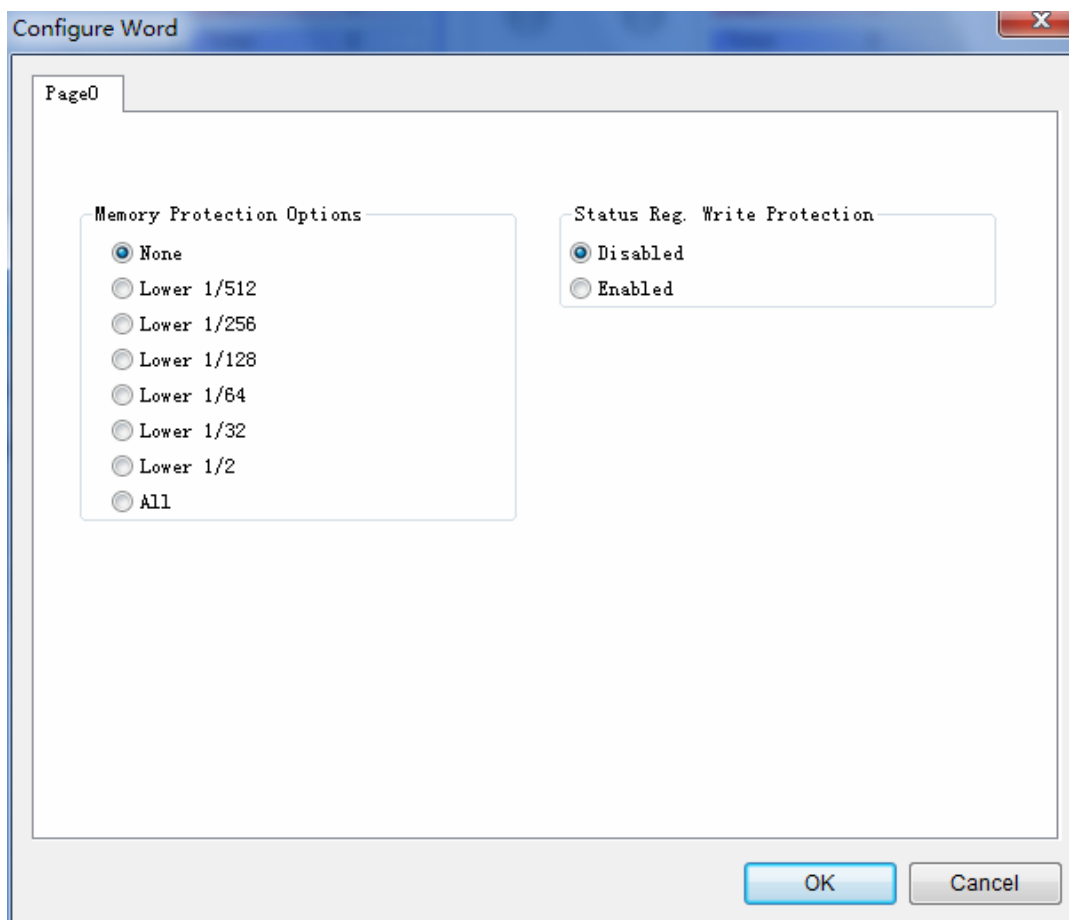 Configure Word
Page0
Memory Protection Options
None
Lower 1/512
Lower 1/256
Lower 1/128
Lower 1/64
Lower 1/32
Lower 1/2
All
Status Reg. Write Protection
Disabled
Enabled
OK
Cancel